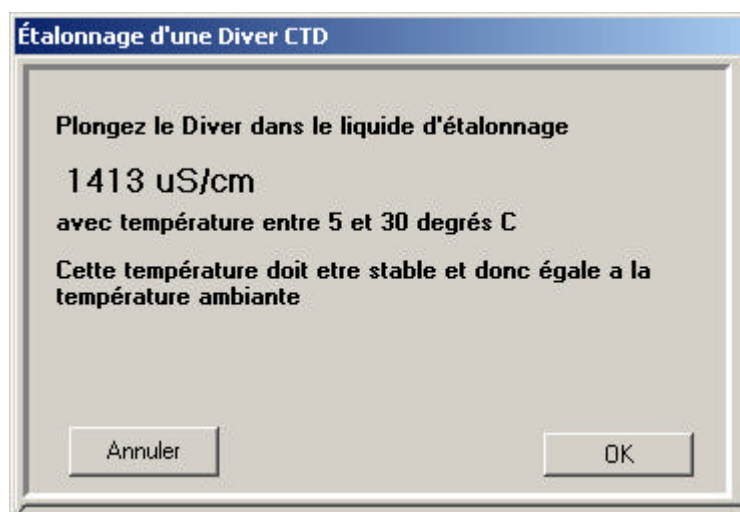 Étalonnage d'une Diver CTD
Plongez le Diver dans le liquide d'étalonnage
1413 uS/cm
avec température entre 5 et 30 degrés C
Cette température doit etre stable et donc égale a la
température ambiante
Annuler
OK